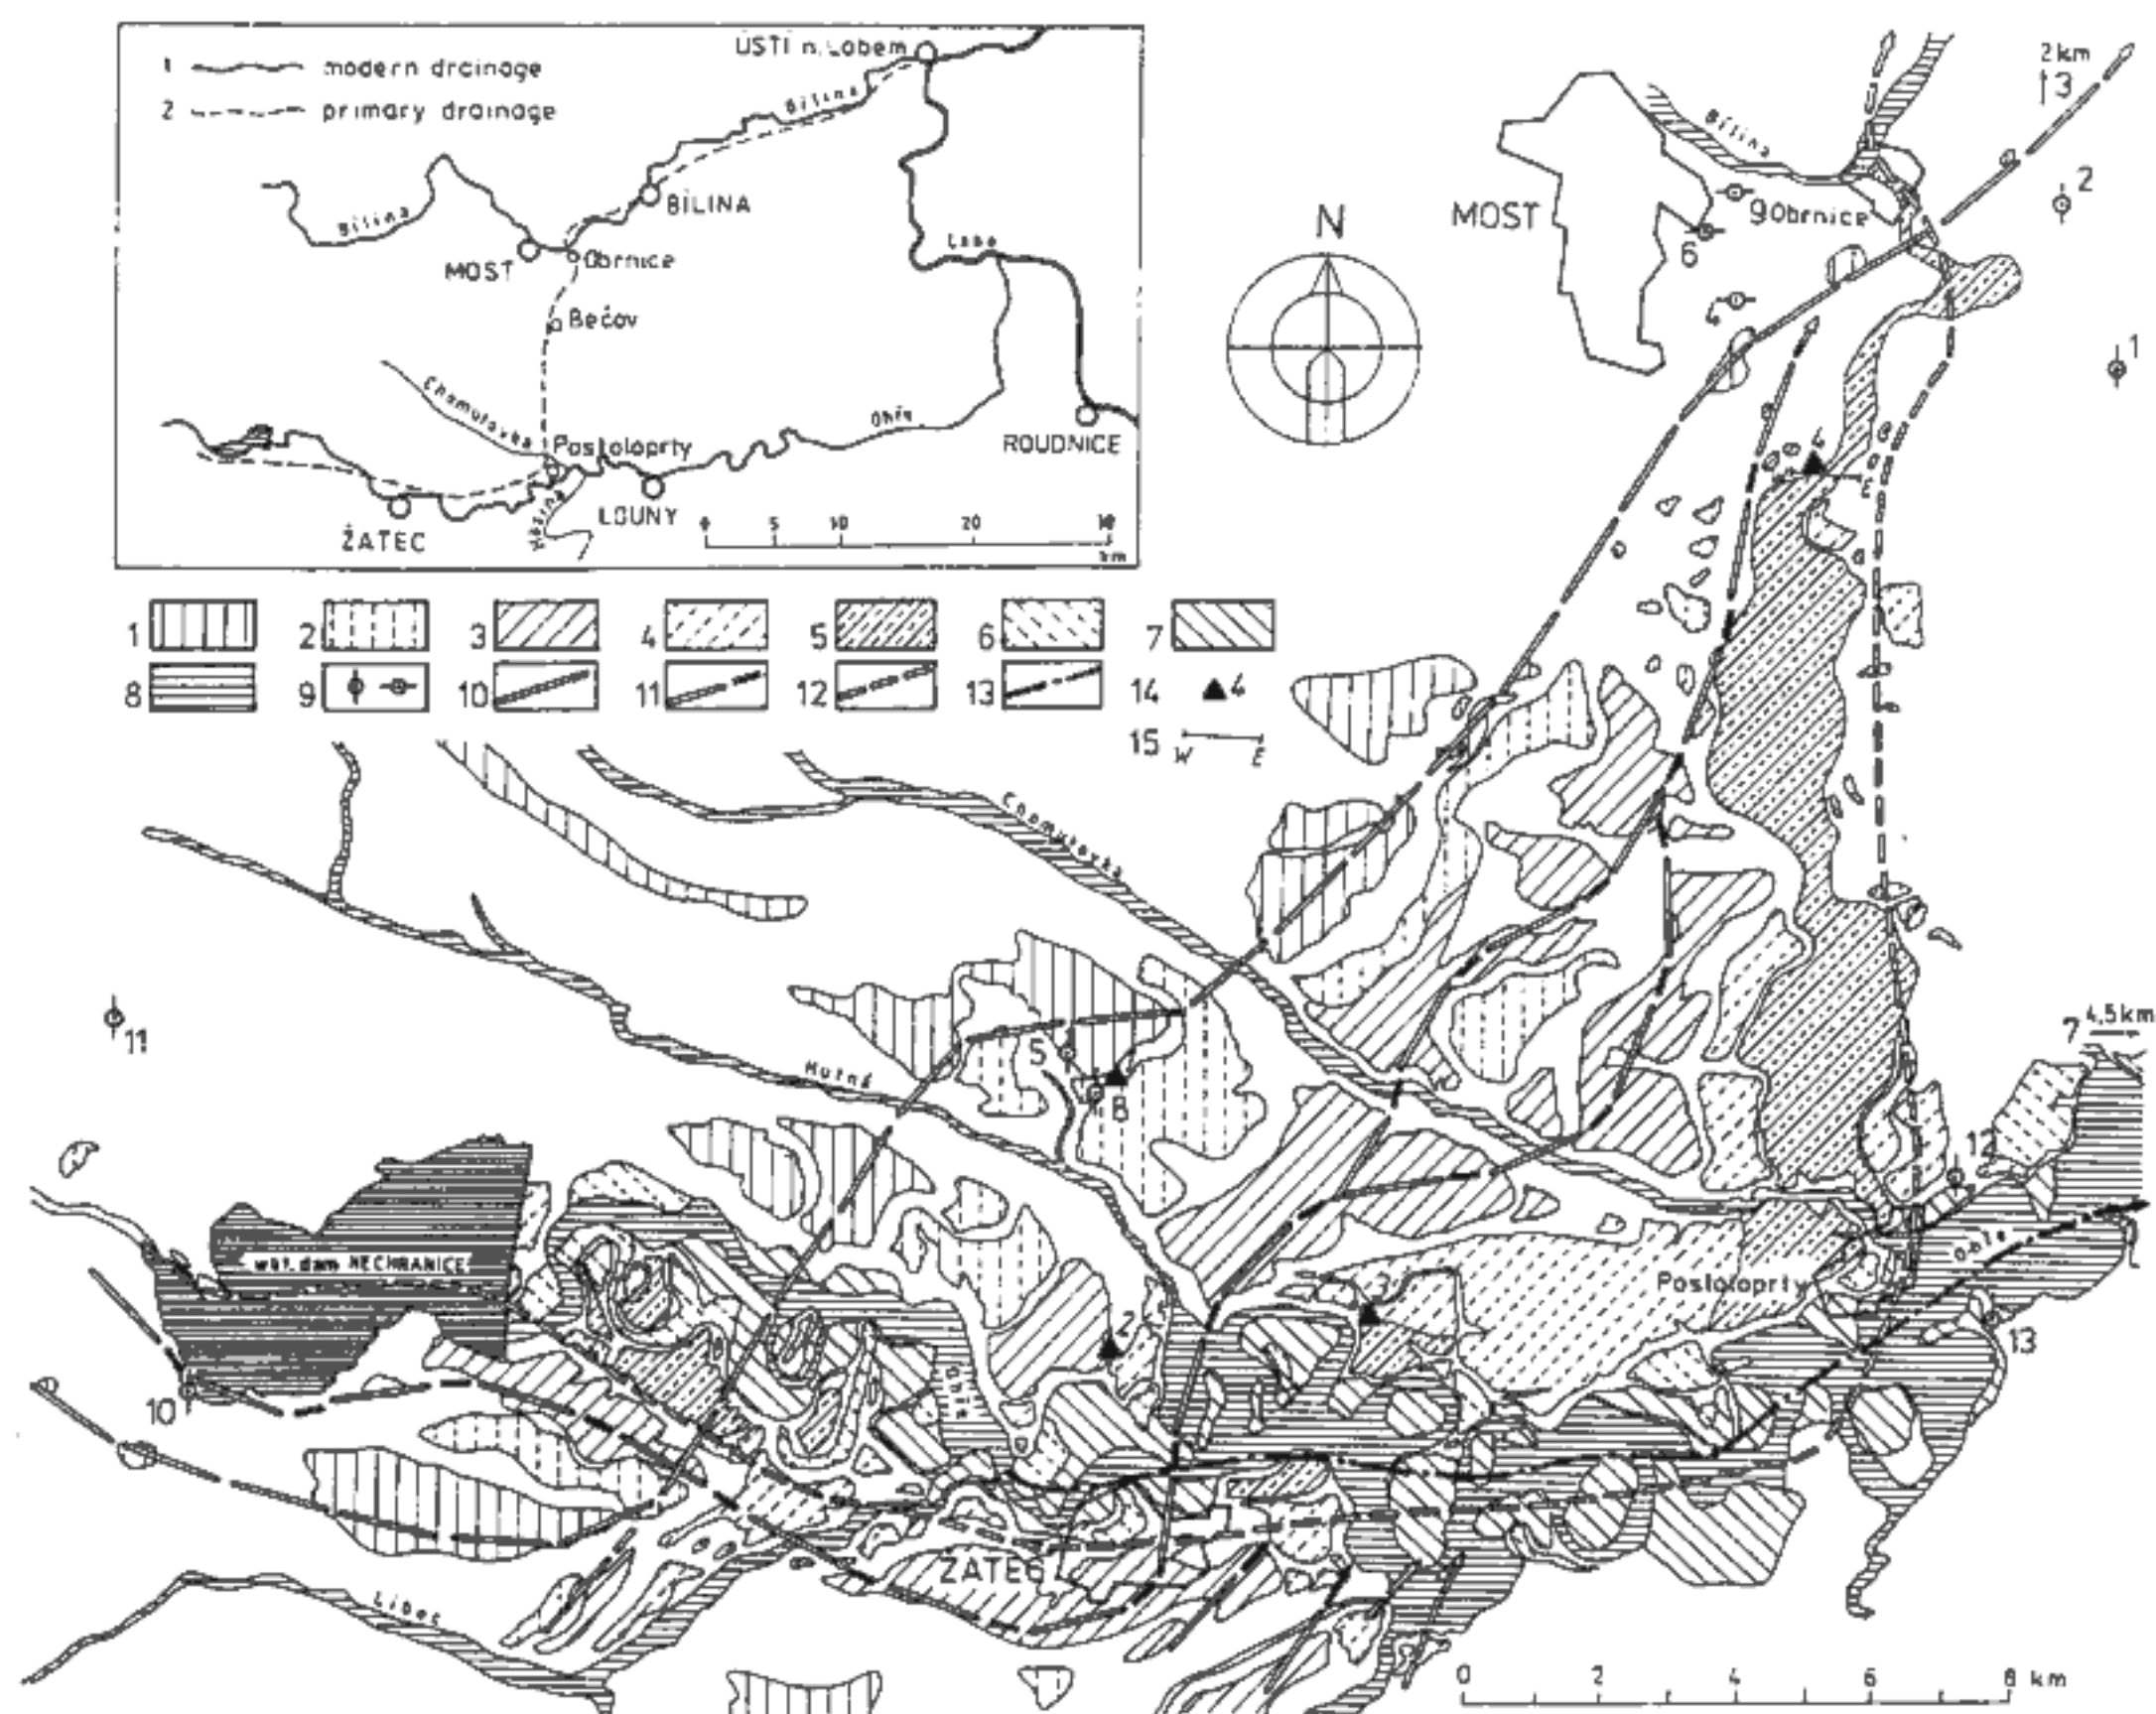 1 modern drainage
2 primary drainage
ÚSTÍ n. Labem
Bílina
BÍLINA
Bílina
MOST
Obrnice
Bečov
Labe
Chomutovka
Postoloprty
Ohře
ROUDNICE
ŽATEC
LOUNY
0 5 10 20 30
km
N
MOST
Bílina
Obrnice
2 km
3
2
9
6
4
1
4
E
1 2 3 4 5 6 7
8 9 10 11 12 13 14 4
15 W E
Chomutovka
11
Hutná
5
8
7 4,5km
12
wat. dam NECHRANICE
Postoloprty
Ohře
3
2
13
10
Ohře
ŽATEC
Liboc
0 2 4 6 8 km